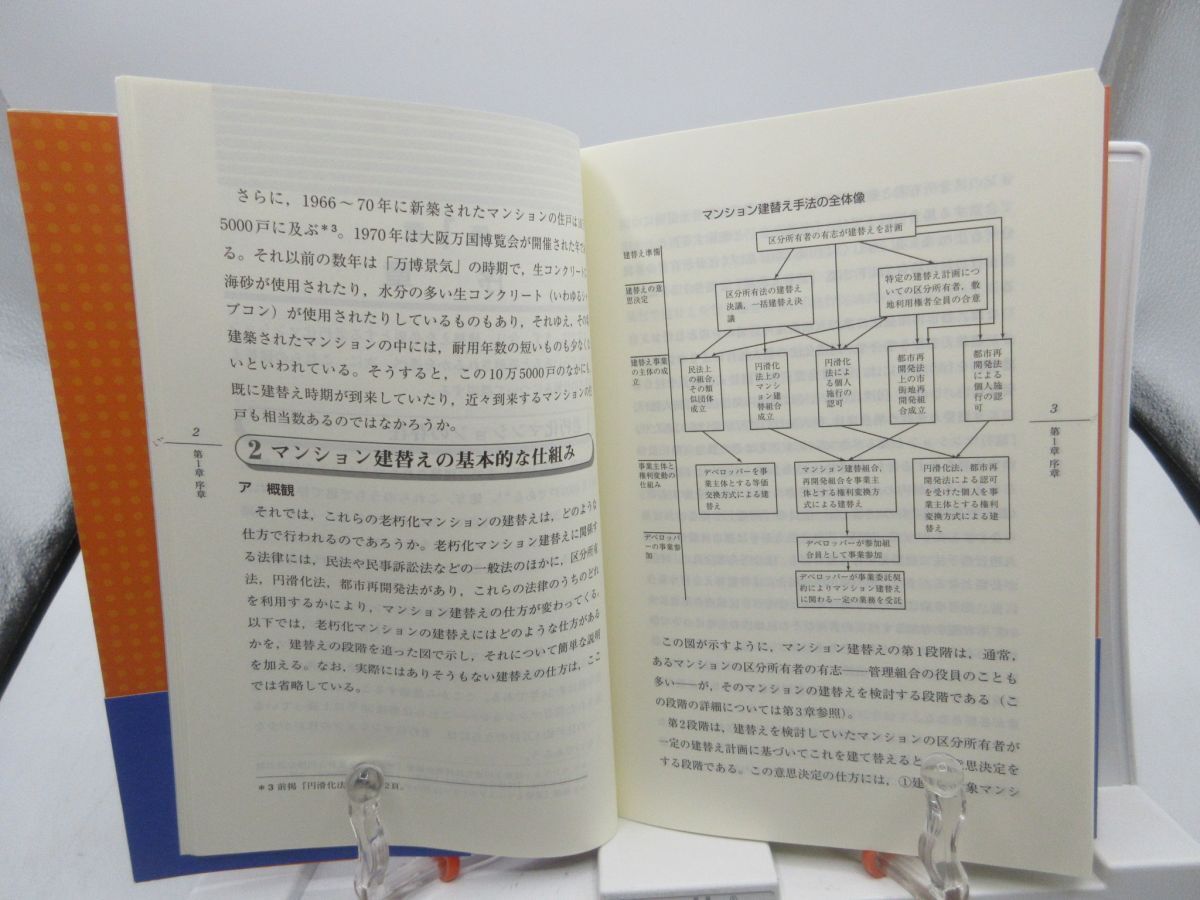 さらに，1966～70年に新築されたマンションの住戸は
5000戸に及ぶ*3。1970年は大阪万国博覧会が開催された年で
る。それ以前の数年は「万博景気」の時期で，生コンクリートに
海砂が使用されたり，水分の多い生コンクリート（いわゆるシャ
ブコン）が使用されたりしているものもあり，それゆえ，その
建築されたマンションの中には，耐用年数の短いものも少なくな
いといわれている。そうすると，この10万5000戸のなかにも，
既に建替え時期が到来していたり，近々到来するマンションの
戸も相当数あるのではなかろうか。
2 マンション建替えの基本的な仕組み
ア 概観
それでは，これらの老朽化マンションの建替えは，どのような
仕方で行われるのであろうか。老朽化マンション建替えに関係す
る法律には，民法や民事訴訟法などの一般法のほかに，区分所有
法，円滑化法，都市再開発法があり，これらの法律のうちのどれ
を利用するかにより，マンション建替えの仕方が変わってくる。
以下では，老朽化マンションの建替えにはどのような仕方がある
かを，建替えの段階を追った図で示し，それについて簡単な説明
を加える。なお，実際にはありそうもない建替えの仕方は，ここ
では省略している。
*3 前掲『円滑化法 2頁。
2
第1章 序章
マンション建替え手法の全体像
建替え準備
区分所有者の有志が建替えを計画
建替えの意
思決定
区分所有法の建替え
決議，一括建替え決
議
特定の建替え計画につ
いての区分所有者，敷
地利用権者全員の合意
建替え事業
の主体の成
立
民法上
の組合，
その類
似団体
成立
円滑化
法上の
マンシ
ョン建
替組合
成立
円滑化
法によ
る個人
施行の
認可
都市再
開発法
上の市
街地再
開発組
合成立
都市再
開発法
による
個人施
行の認
可
事業主体と
権利変動の
仕組み
デベロッパーを事
業主体とする等価
交換方式による建
替え
マンション建替組合，
再開発組合を事業主
体とする権利変換方
式による建替え
円滑化法，都市再
開発法による認可
を受けた個人を事
業主体とする権利
変換方式による建
替え
デベロッパ
ーの事業参
加
デベロッパーが参加組
合員として事業参加
デベロッパーが事業委託契
約によりマンション建替え
に関わる一定の業務を受託
この図が示すように，マンション建替えの第1段階は，通常，
あるマンションの区分所有者の有志——管理組合の役員のことも
多い——が，そのマンションの建替えを検討する段階である（こ
の段階の詳細については第3章参照）。
第2段階は，建替えを検討していたマンションの区分所有者が
一定の建替え計画に基づいてこれを建て替えると 思決定を
する段階である。この意思決定の仕方には，①建 象マンシ
3
第1章 序章